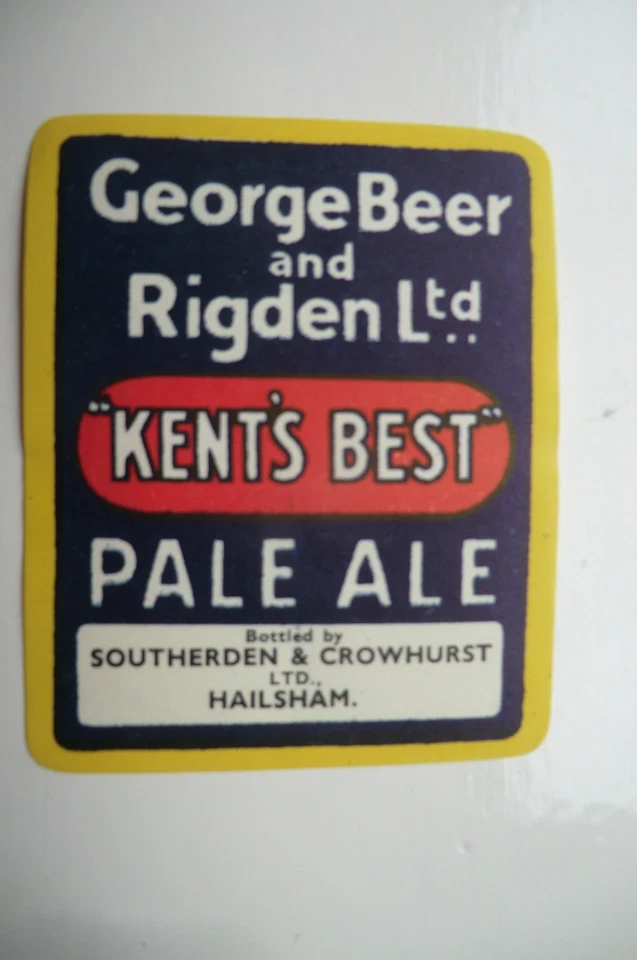 George Beer
and
Rigden Ltd
"KENT'S BEST"
PALE ALE
Bottled by
SOUTHERDEN & CROWHURST
LTD.,
HAILSHAM.